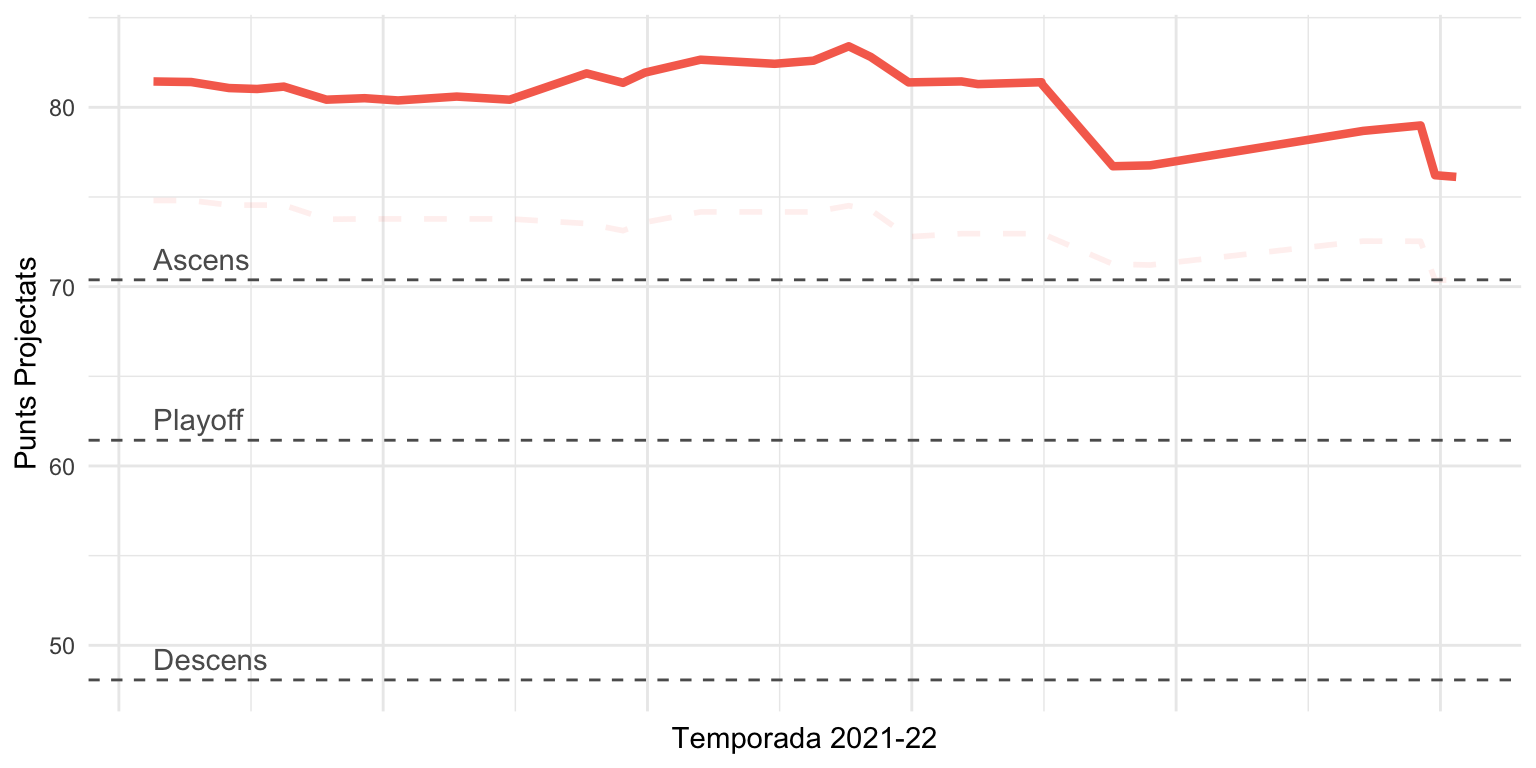 80
Ascens
70
Playoff
60
50
Descens
Punts Projectats
Temporada 2021-22